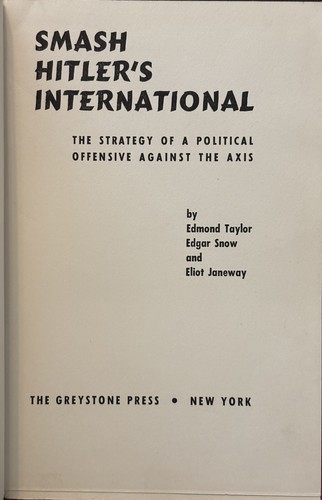 SMASH
HITLER'S
INTERNATIONAL
THE STRATEGY OF A POLITICAL
OFFENSIVE AGAINST THE AXIS
by
Edmond Taylor
Edgar Snow
and
Eliot Janeway
THE GREYSTONE PRESS • NEW YORK